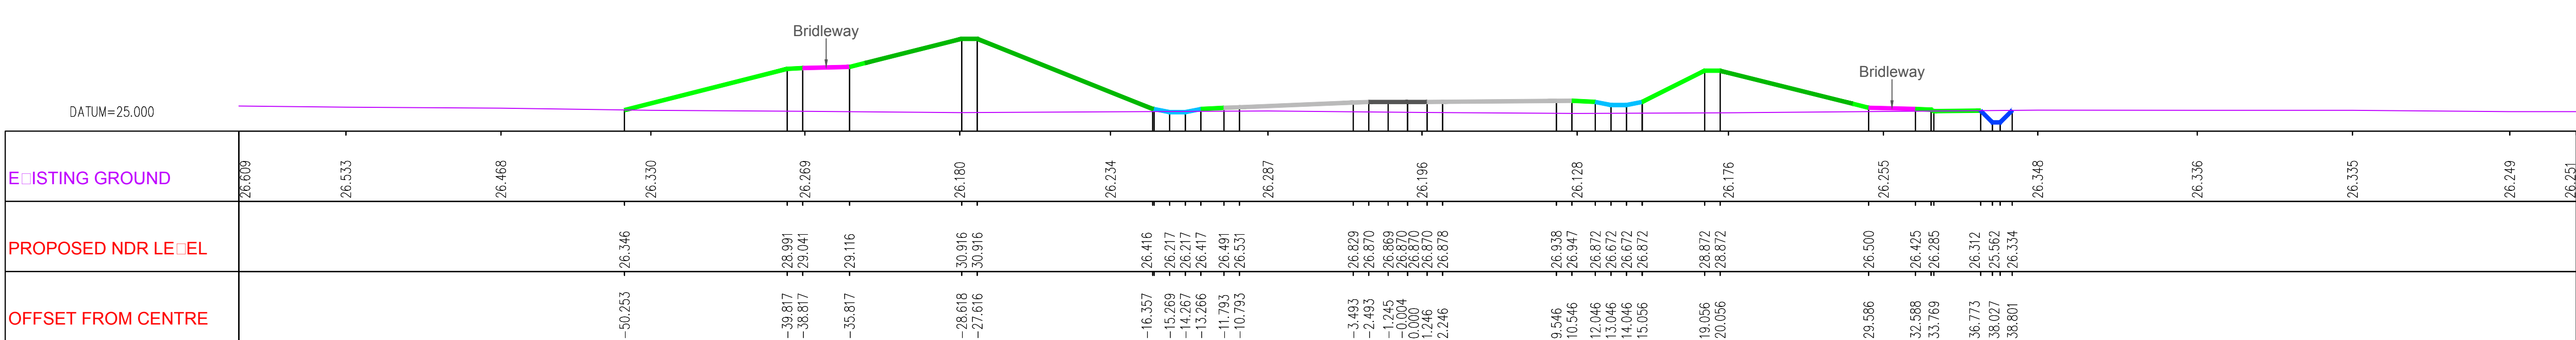 Bridleway
Bridleway
DATUM=25.000
E□ISTING GROUND 26.609 26.533 26.468 26.330 26.269 26.180 26.234 26.287 26.196 26.128 26.176 26.255 26.348 26.336 26.335 26.249 26.251
PROPOSED NDR LE□EL 26.346 28.991 29.041 29.116 30.916 30.916 26.416 26.217 26.217 26.417 26.491 26.531 26.829 26.870 26.869 26.870 26.870 26.870 26.878 26.938 26.947 26.872 26.672 26.672 26.872 28.872 28.872 26.500 26.425 26.285 26.312 25.562 26.334
OFFSET FROM CENTRE -50.253 -39.817 -38.817 -35.817 -28.618 -27.616 -16.357 -15.269 -14.267 -13.266 -11.793 -10.793 -3.493 -2.493 -1.245 -0.004 0.000 1.246 2.246 9.546 10.546 12.046 13.046 14.046 15.056 19.056 20.056 29.586 32.588 33.769 36.773 38.027 38.801